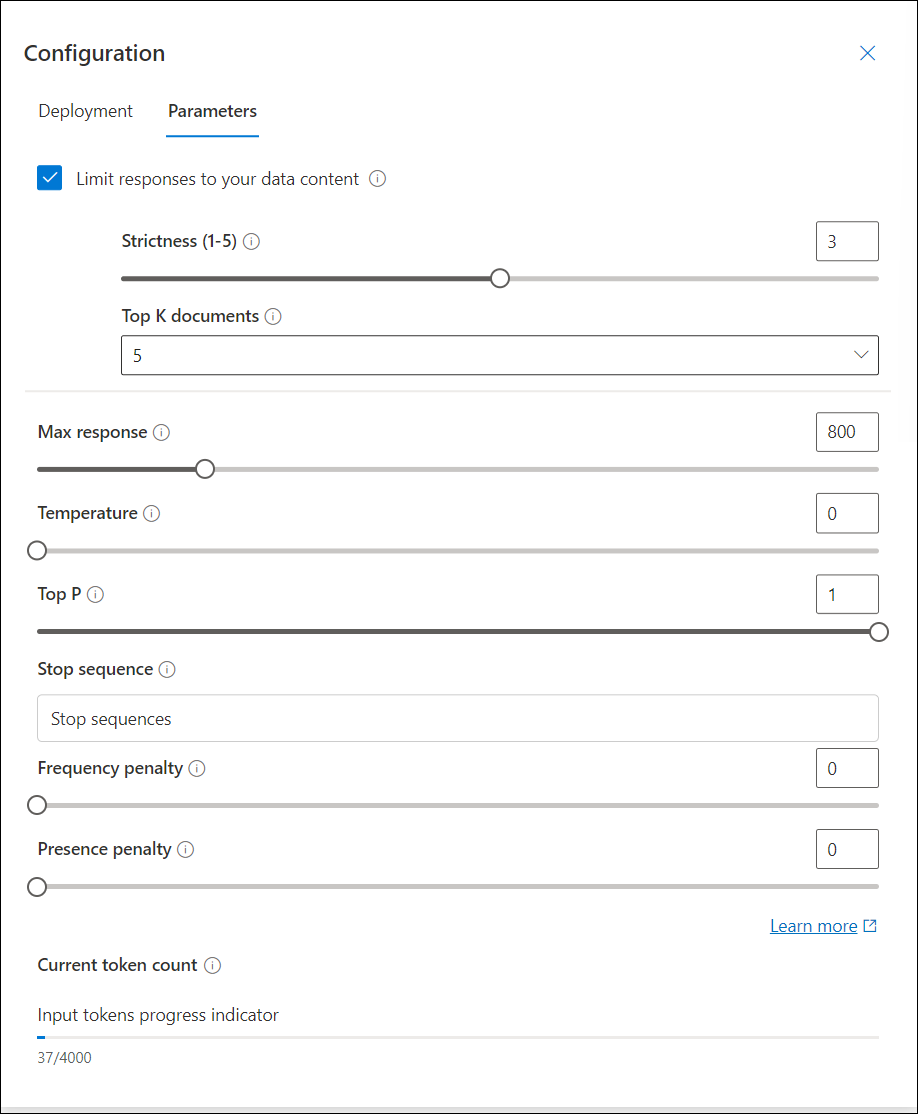 Configuration
Deployment Parameters
Limit responses to your data content
Strictness (1-5) 3
Top K documents
5
Max response 800
Temperature 0
Top P 1
Stop sequence
Stop sequences
Frequency penalty 0
Presence penalty 0
Learn more
Current token count
Input tokens progress indicator
37/4000